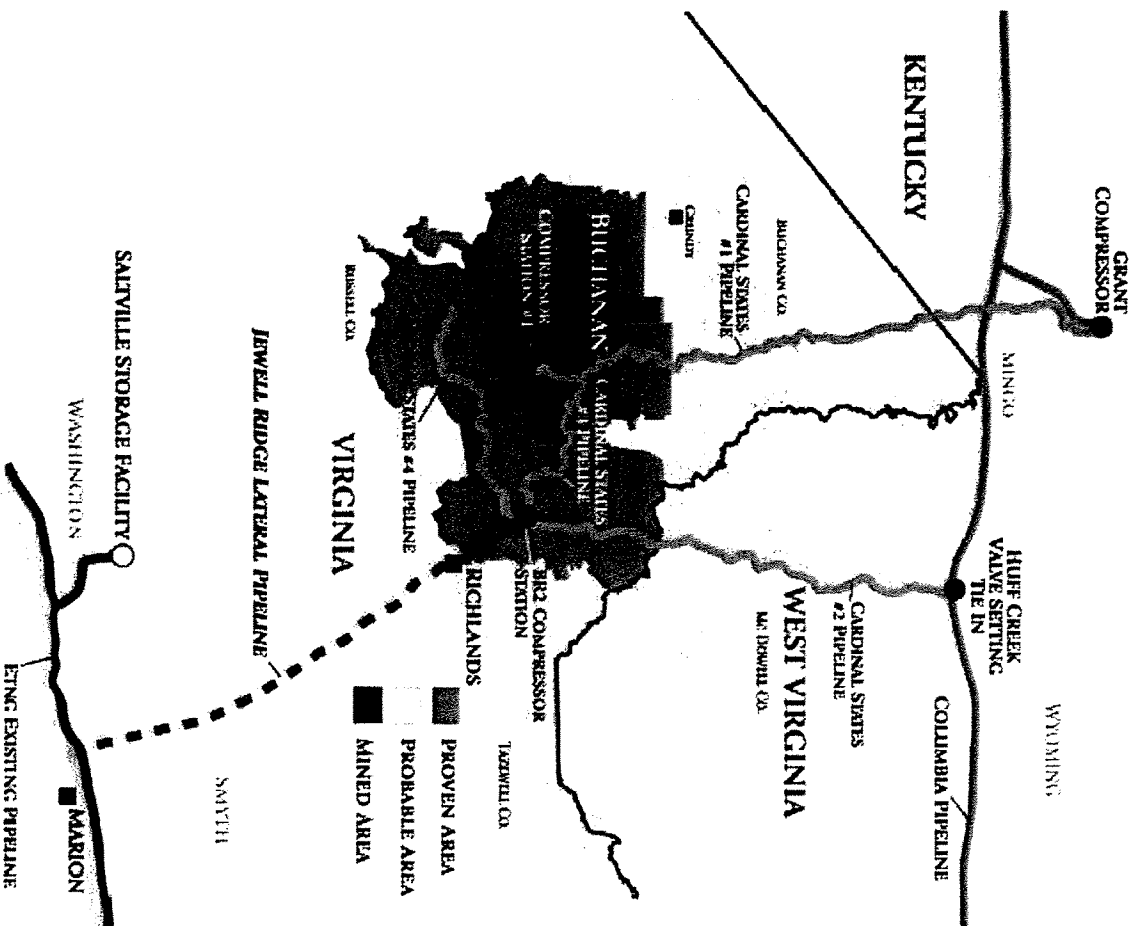 GRANT
COMPRESSOR
MINGO
WYOMING
HUFF CREEK
VALVE SETTING
TIE IN
COLUMBIA PIPELINE
KENTUCKY
CARDINAL STATES
#2 PIPELINE
BUCHANAN CO.
WEST VIRGINIA
MC DOWELL CO.
CARDINAL STATES
#1 PIPELINE
GRUNDY
BUCHANAN
CARDINAL STATES
PIPELINE
COMPRESSOR
STATION #1
BR2 COMPRESSOR
STATION
TAZEWELL CO.
RICHLANDS
PROVEN AREA
PROBABLE AREA
MINED AREA
STATES #4 PIPELINE
RUSSELL CO.
VIRGINIA
JEWELL RIDGE LATERAL PIPELINE
SMYTH
SALTVILLE STORAGE FACILITY
WASHINGTON
MARION
ETNG EXISTING PIPELINE